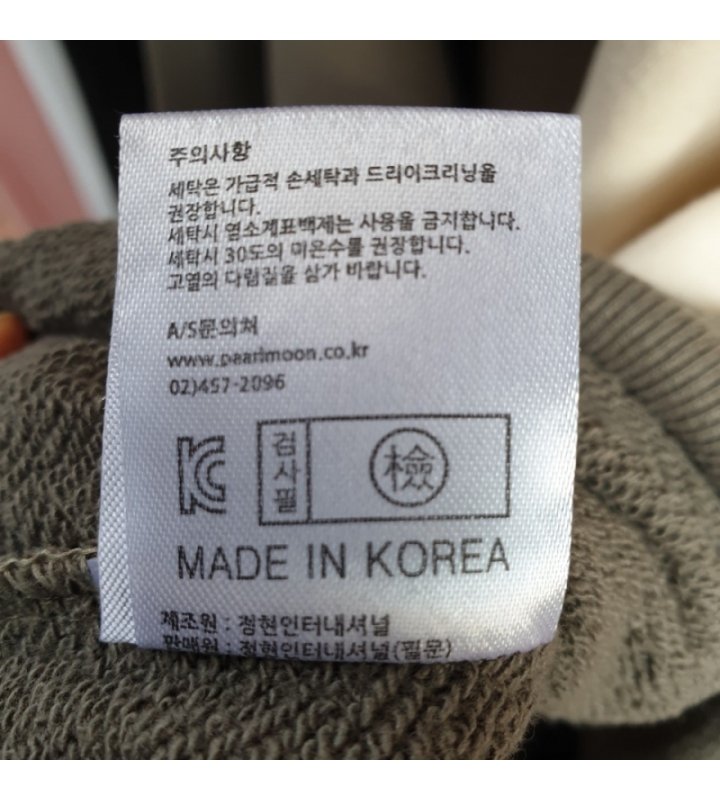 주의사항
세탁은 가급적 손세탁과 드라이크리닝을
권장합니다.
세탁시 염소계표백제는 사용을 금지합니다.
세탁시 30도의 미온수를 권장합니다.
고열의 다림질을 삼가 바랍니다.
A/S문의처
www.pearlmoon.co.kr
02)457-2096
KC
검사필
檢
MADE IN KOREA
제조원 : 정현인터내셔널
판매원 : 정현인터내셔널(필문)